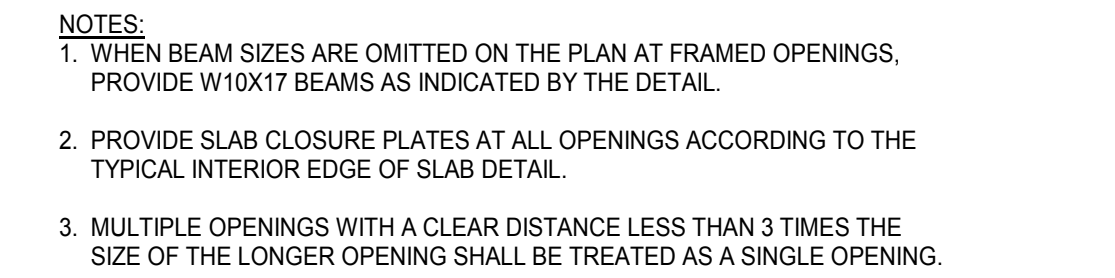 NOTES:
1. WHEN BEAM SIZES ARE OMITTED ON THE PLAN AT FRAMED OPENINGS,
PROVIDE W10X17 BEAMS AS INDICATED BY THE DETAIL.
2. PROVIDE SLAB CLOSURE PLATES AT ALL OPENINGS ACCORDING TO THE
TYPICAL INTERIOR EDGE OF SLAB DETAIL.
3. MULTIPLE OPENINGS WITH A CLEAR DISTANCE LESS THAN 3 TIMES THE
SIZE OF THE LONGER OPENING SHALL BE TREATED AS A SINGLE OPENING.